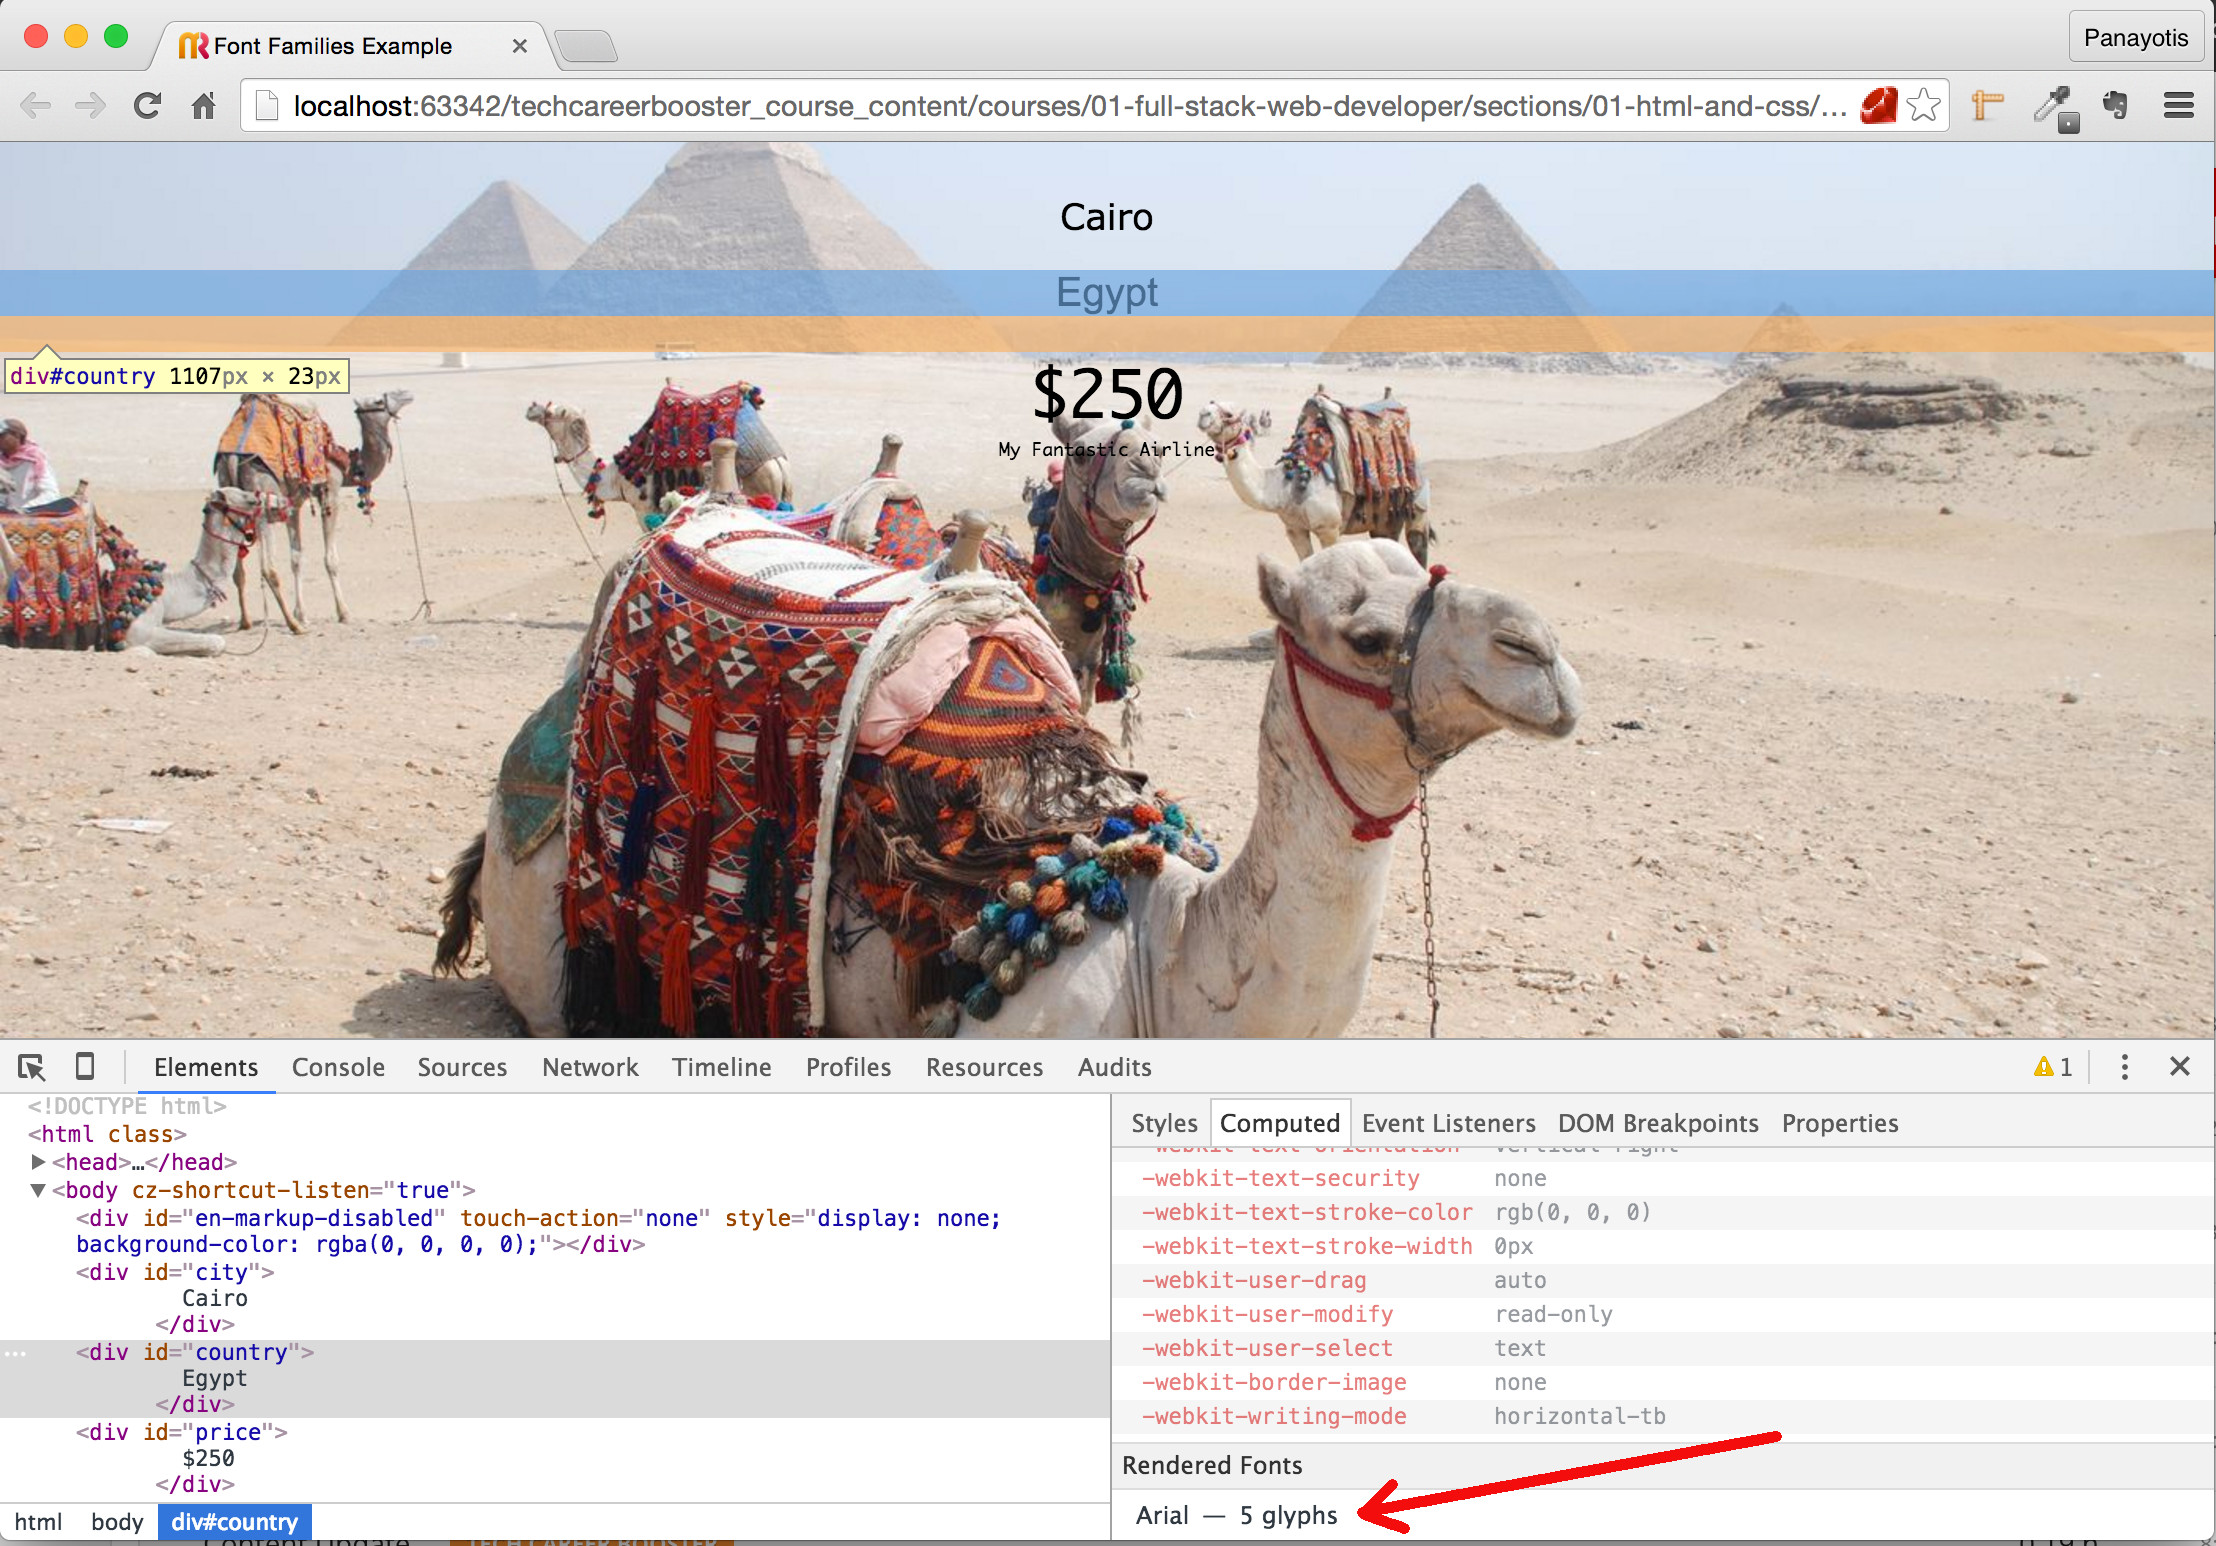 Font Families Example
Panayotis
localhost:63342/techcareerbooster_course_content/courses/01-full-stack-web-developer/sections/01-html-and-css/...
Cairo
Egypt
div#country 1107px × 23px
$250
My Fantastic Airline
Elements Console Sources Network Timeline Profiles Resources Audits
1
<!DOCTYPE html>
<html class>
<head>…</head>
<body cz-shortcut-listen="true">
<div id="en-markup-disabled" touch-action="none" style="display: none;
background-color: rgba(0, 0, 0, 0);"></div>
<div id="city">
Cairo
</div>
<div id="country">
Egypt
</div>
<div id="price">
$250
</div>
html body div#country
Styles Computed Event Listeners DOM Breakpoints Properties
-webkit-text-orientation vertical-right
-webkit-text-security none
-webkit-text-stroke-color rgb(0, 0, 0)
-webkit-text-stroke-width 0px
-webkit-user-drag auto
-webkit-user-modify read-only
-webkit-user-select text
-webkit-border-image none
-webkit-writing-mode horizontal-tb
Rendered Fonts
Arial — 5 glyphs
Content Update TECH CAREER BOOSTER